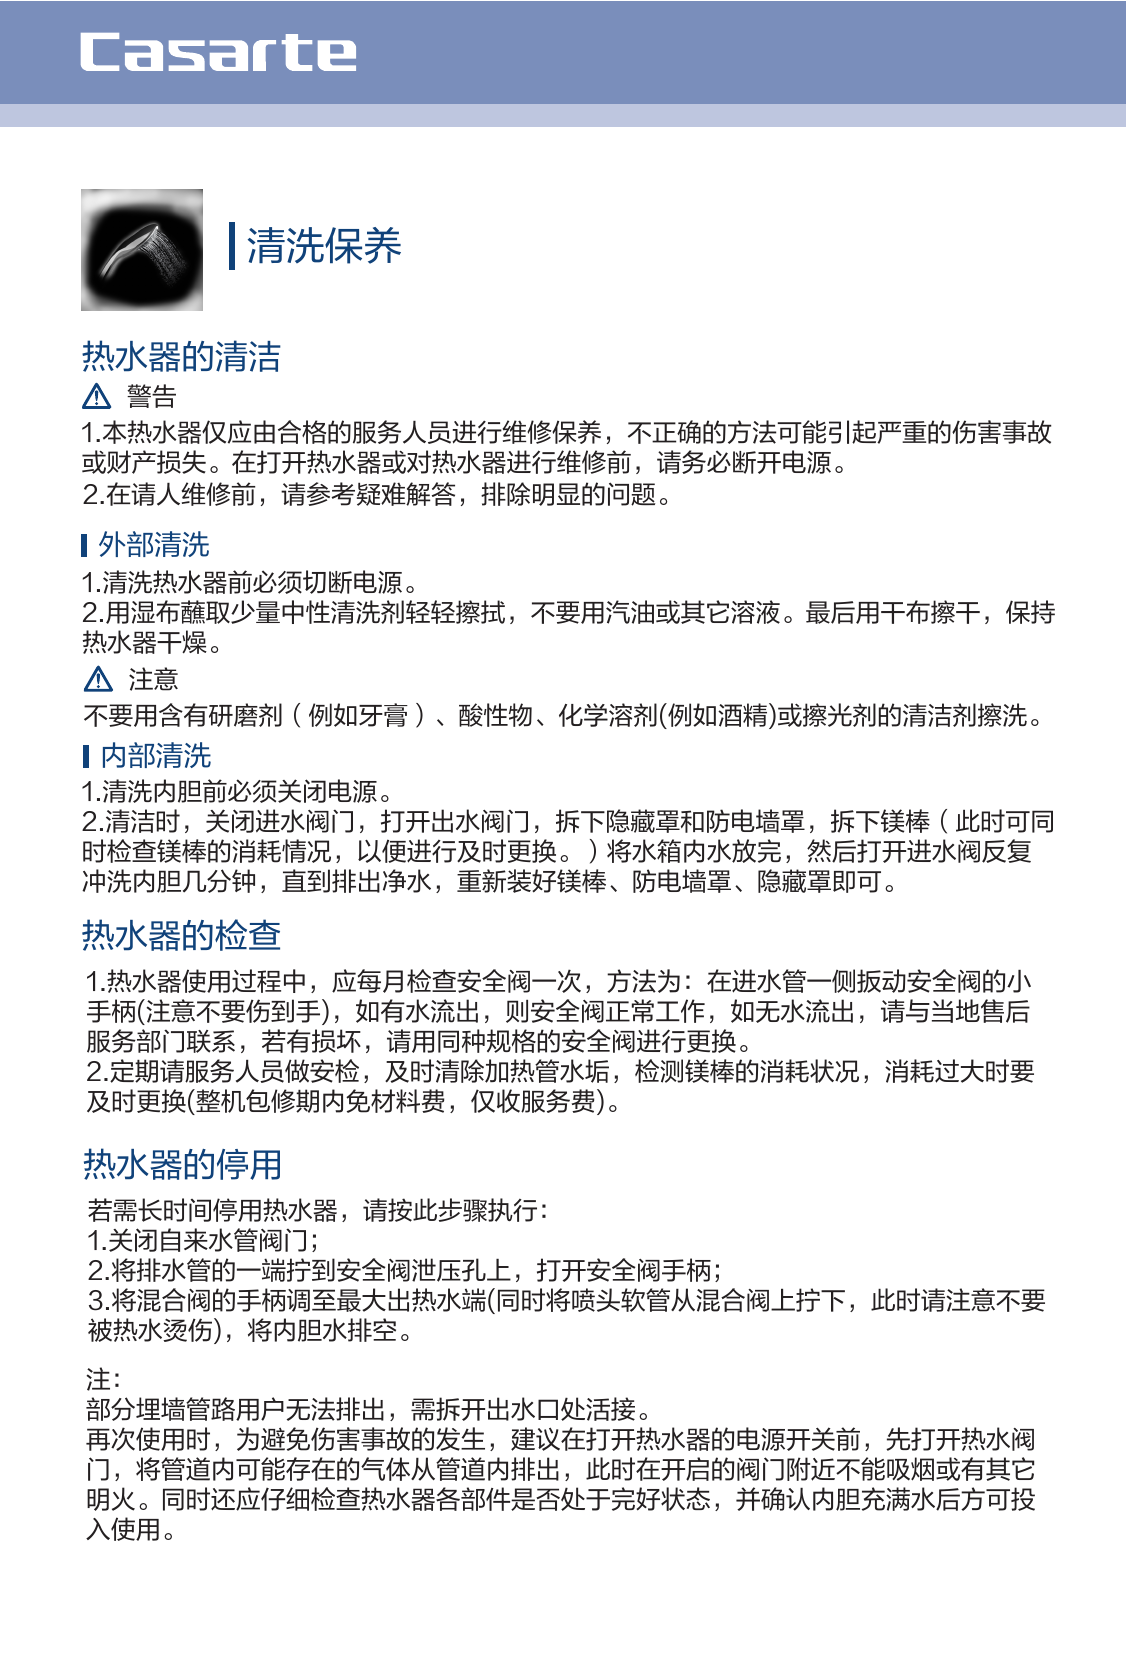 Casarte
清洗保养
热水器的清洁
警告
1.本热水器仅应由合格的服务人员进行维修保养，不正确的方法可能引起严重的伤害事故
或财产损失。在打开热水器或对热水器进行维修前，请务必断开电源。
2.在请人维修前，请参考疑难解答，排除明显的问题。
外部清洗
1.清洗热水器前必须切断电源。
2.用湿布蘸取少量中性清洗剂轻轻擦拭，不要用汽油或其它溶液。最后用干布擦干，保持
热水器干燥。
注意
不要用含有研磨剂（例如牙膏）、酸性物、化学溶剂(例如酒精)或擦光剂的清洁剂擦洗。
内部清洗
1.清洗内胆前必须关闭电源。
2.清洁时，关闭进水阀门，打开出水阀门，拆下隐藏罩和防电墙罩，拆下镁棒（此时可同
时检查镁棒的消耗情况，以便进行及时更换。）将水箱内水放完，然后打开进水阀反复
冲洗内胆几分钟，直到排出净水，重新装好镁棒、防电墙罩、隐藏罩即可。
热水器的检查
1.热水器使用过程中，应每月检查安全阀一次，方法为：在进水管一侧扳动安全阀的小
手柄(注意不要伤到手)，如有水流出，则安全阀正常工作，如无水流出，请与当地售后
服务部门联系，若有损坏，请用同种规格的安全阀进行更换。
2.定期请服务人员做安检，及时清除加热管水垢，检测镁棒的消耗状况，消耗过大时要
及时更换(整机包修期内免材料费，仅收服务费)。
热水器的停用
若需长时间停用热水器，请按此步骤执行：
1.关闭自来水管阀门；
2.将排水管的一端拧到安全阀泄压孔上，打开安全阀手柄；
3.将混合阀的手柄调至最大出热水端(同时将喷头软管从混合阀上拧下，此时请注意不要
被热水烫伤)，将内胆水排空。
注：
部分埋墙管路用户无法排出，需拆开出水口处活接。
再次使用时，为避免伤害事故的发生，建议在打开热水器的电源开关前，先打开热水阀
门，将管道内可能存在的气体从管道内排出，此时在开启的阀门附近不能吸烟或有其它
明火。同时还应仔细检查热水器各部件是否处于完好状态，并确认内胆充满水后方可投
入使用。